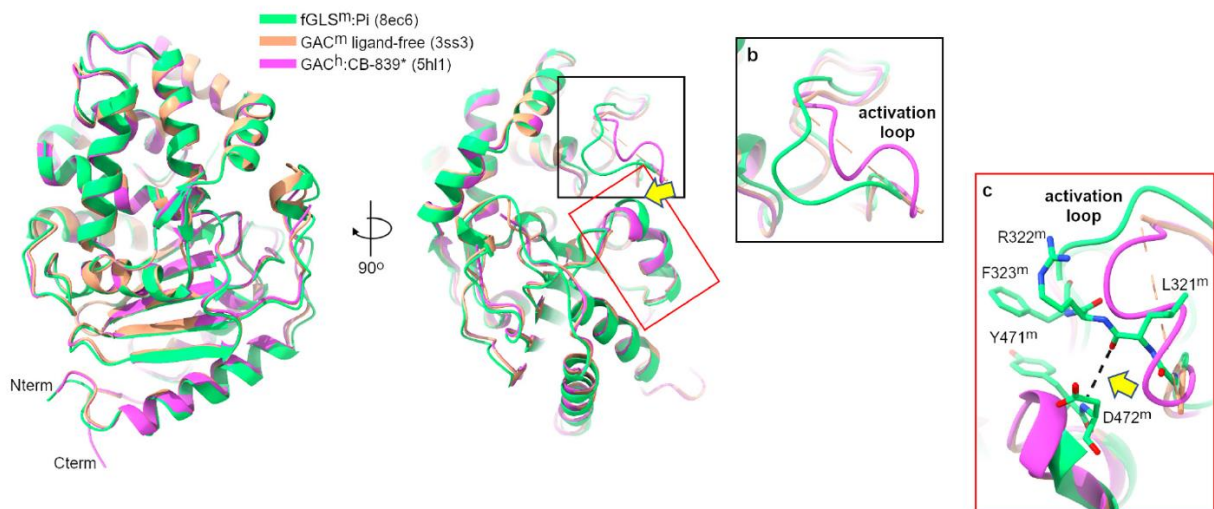 fGLSᵐ:Pi (8ec6)
GACᵐ ligand-free (3ss3)
GACʰ:CB-839* (5hl1)
90º
Nterm
Cterm
b
activation
loop
c
activation
loop
R322ᵐ
F323ᵐ
L321ᵐ
Y471ᵐ
D472ᵐ